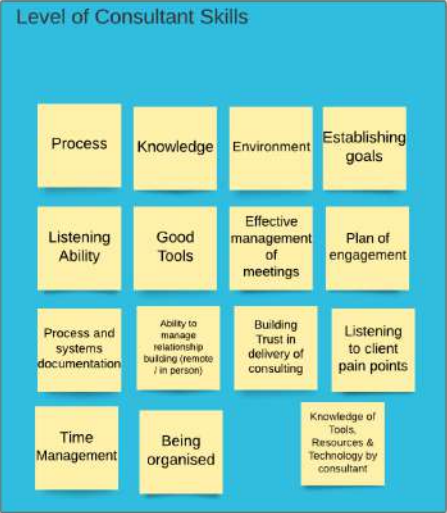 Level of Consultant Skills
Process
Knowledge
Environment
Establishing
goals
Listening
Ability
Good
Tools
Effective
management
of
meetings
Plan of
engagement
Process and
systems
documentation
Ability to
manage
relationship
building (remote
/ in person)
Building
Trust in
delivery of
consulting
Listening
to client
pain points
Time
Management
Being
organised
Knowledge of
Tools,
Resources &
Technology by
consultant